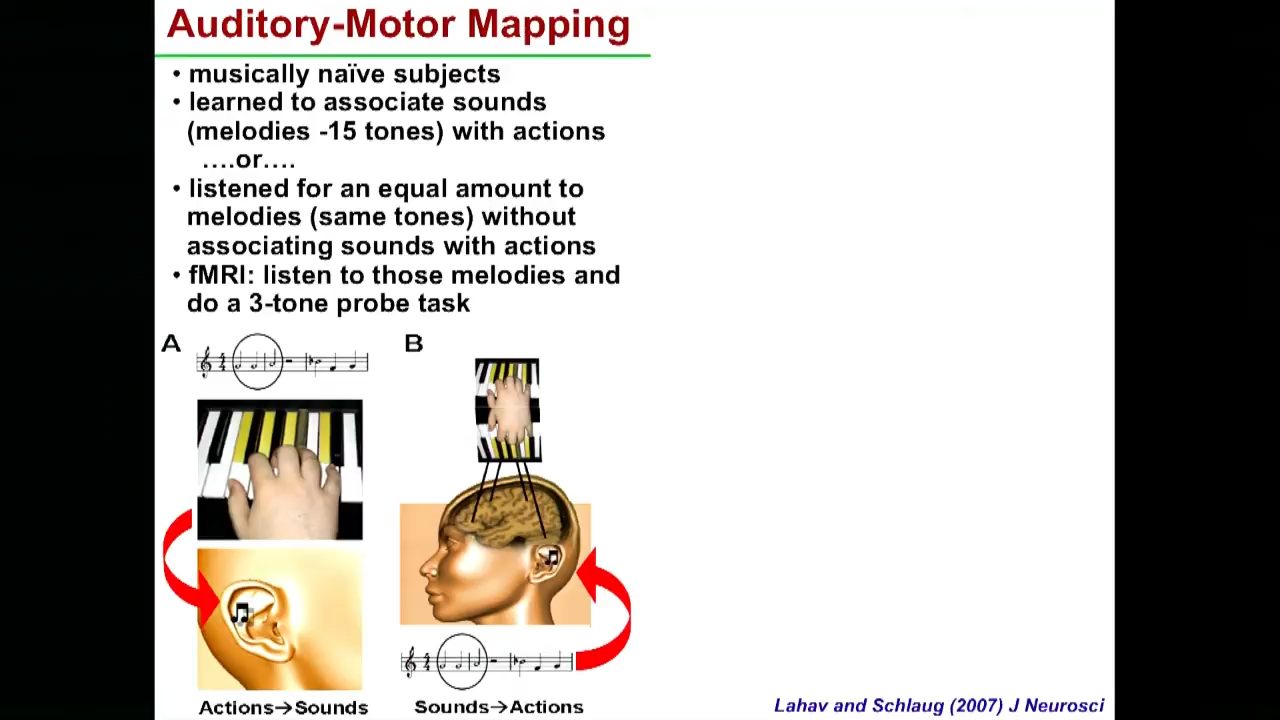 Auditory-Motor Mapping
• musically naïve subjects
• learned to associate sounds
(melodies -15 tones) with actions
....or....
• listened for an equal amount to
melodies (same tones) without
associating sounds with actions
• fMRI: listen to those melodies and
do a 3-tone probe task
A
B
Actions→Sounds
Sounds→Actions
Lahav and Schlaug (2007) J Neurosci